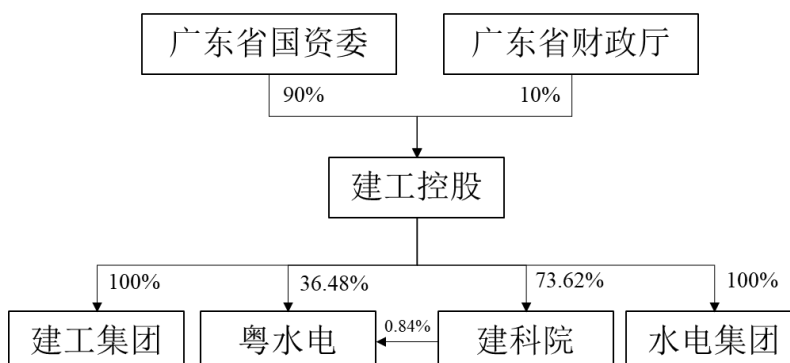 广东省国资委
广东省财政厅
90%
10%
建工控股
100%
36.48%
73.62%
100%
建工集团
粤水电
0.84%
建科院
水电集团